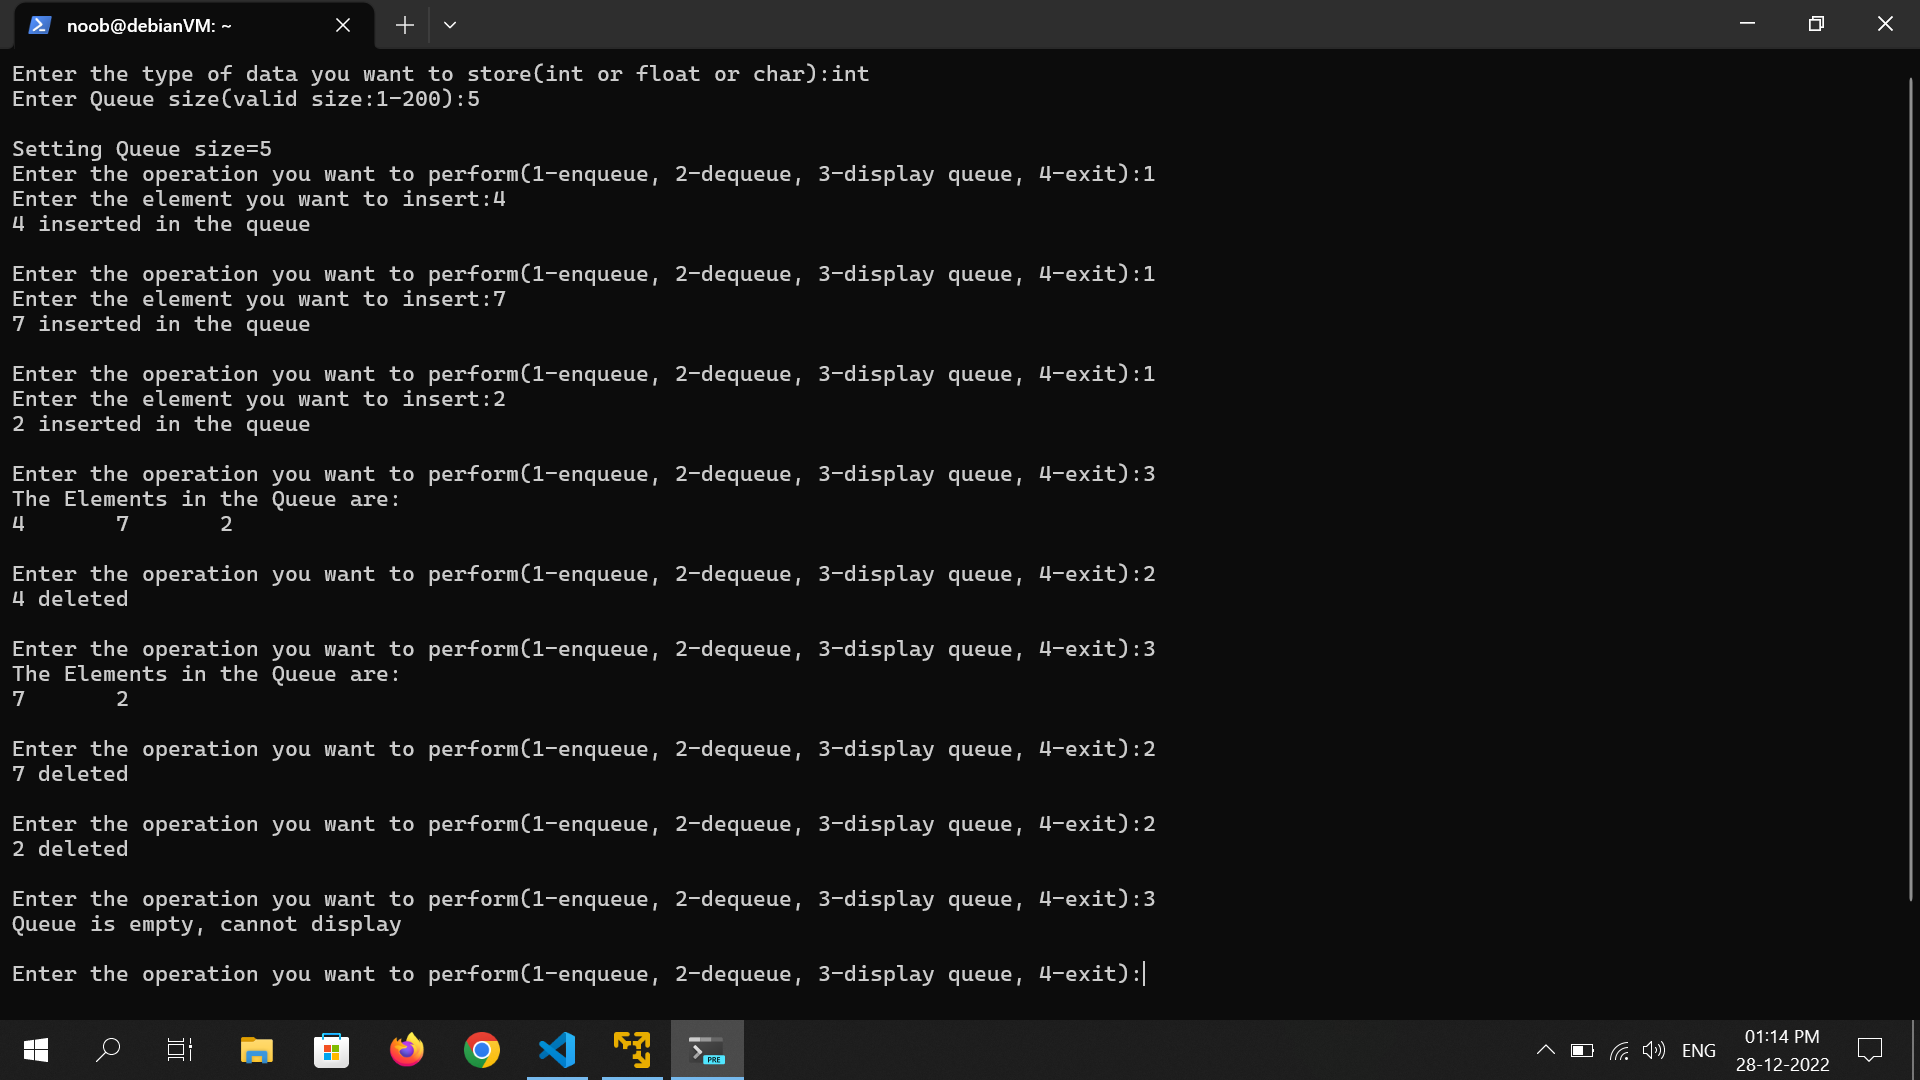 noob@debianVM: ~
Enter the type of data you want to store(int or float or char):int
Enter Queue size(valid size:1-200):5
Setting Queue size=5
Enter the operation you want to perform(1-enqueue, 2-dequeue, 3-display queue, 4-exit):1
Enter the element you want to insert:4
4 inserted in the queue
Enter the operation you want to perform(1-enqueue, 2-dequeue, 3-display queue, 4-exit):1
Enter the element you want to insert:7
7 inserted in the queue
Enter the operation you want to perform(1-enqueue, 2-dequeue, 3-display queue, 4-exit):1
Enter the element you want to insert:2
2 inserted in the queue
Enter the operation you want to perform(1-enqueue, 2-dequeue, 3-display queue, 4-exit):3
The Elements in the Queue are:
4 7 2
Enter the operation you want to perform(1-enqueue, 2-dequeue, 3-display queue, 4-exit):2
4 deleted
Enter the operation you want to perform(1-enqueue, 2-dequeue, 3-display queue, 4-exit):3
The Elements in the Queue are:
7 2
Enter the operation you want to perform(1-enqueue, 2-dequeue, 3-display queue, 4-exit):2
7 deleted
Enter the operation you want to perform(1-enqueue, 2-dequeue, 3-display queue, 4-exit):2
2 deleted
Enter the operation you want to perform(1-enqueue, 2-dequeue, 3-display queue, 4-exit):3
Queue is empty, cannot display
Enter the operation you want to perform(1-enqueue, 2-dequeue, 3-display queue, 4-exit):
PRE
ENG
01:14 PM
28-12-2022